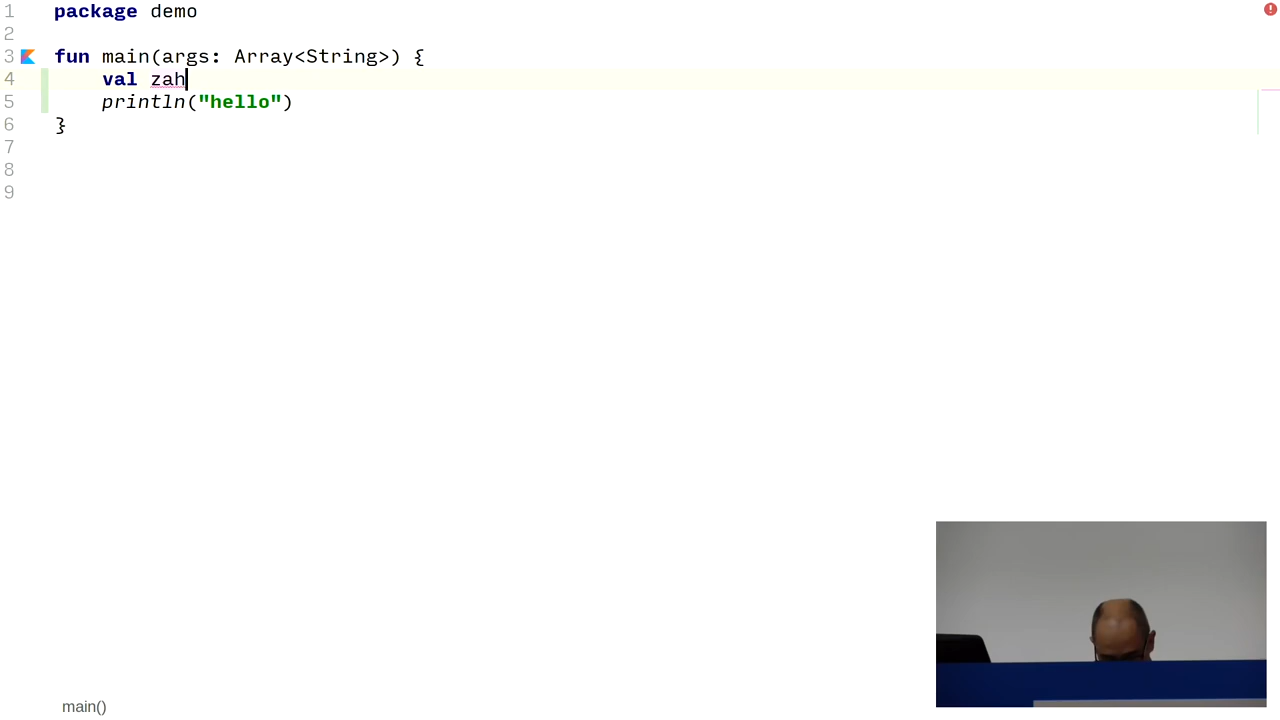 1 package demo
2
3 fun main(args: Array<String>) {
4 val zah
5 println("hello")
6 }
7
8
9
main()